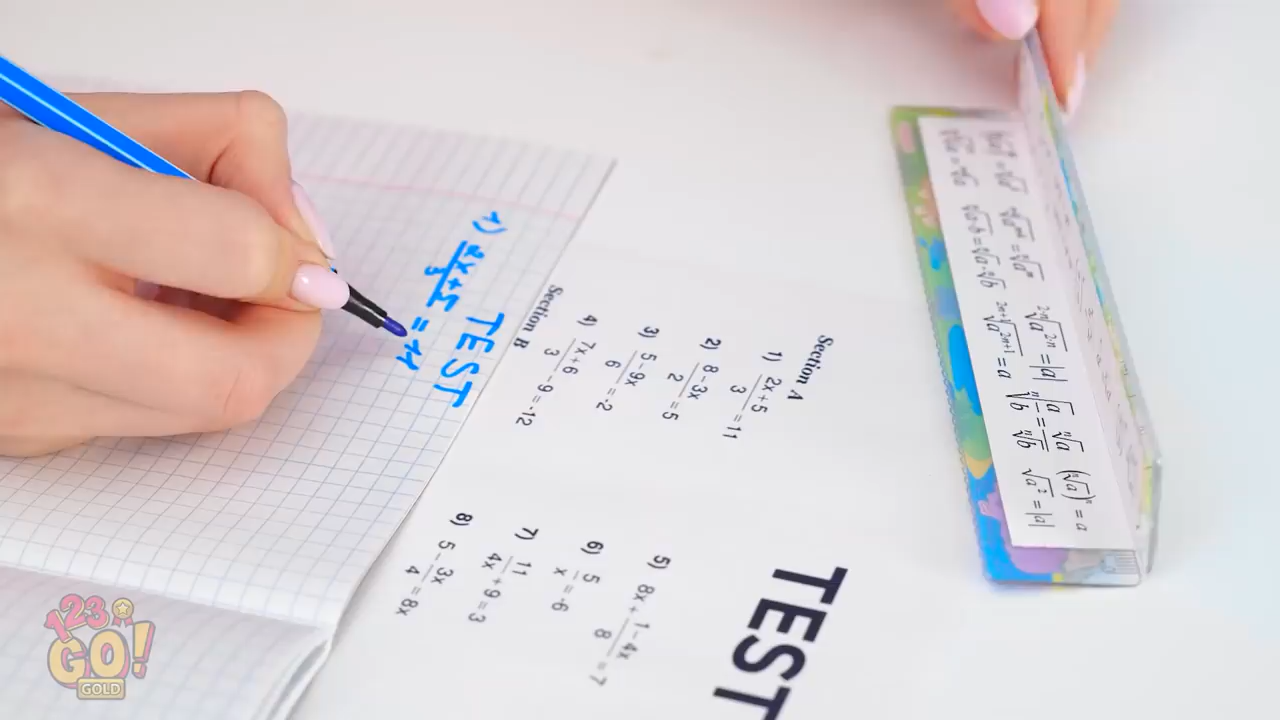 TEST
1) 2x+5/3 = 11
TEST
Section A
1) 2x+5/3 = 11
2) 8-3x/2 = 5
3) 5-9x/6 = -2
4) 7x+6/3 - 9 = -12
Section B
5) 8x + 1-4x/8 = 7
6) 5/x = -6
7) 11/4x+9 = 3
8) 5 - 3x/4 = 8x
²ⁿ√a²ⁿ = |a|
(ⁿ√a)ⁿ = a
ⁿ√a·b = ⁿ√a·ⁿ√b
²ⁿ⁺¹√a²ⁿ⁺¹ = a
ⁿ√a/b = ⁿ√a/ⁿ√b
√a² = |a|
123 GO!
GOLD